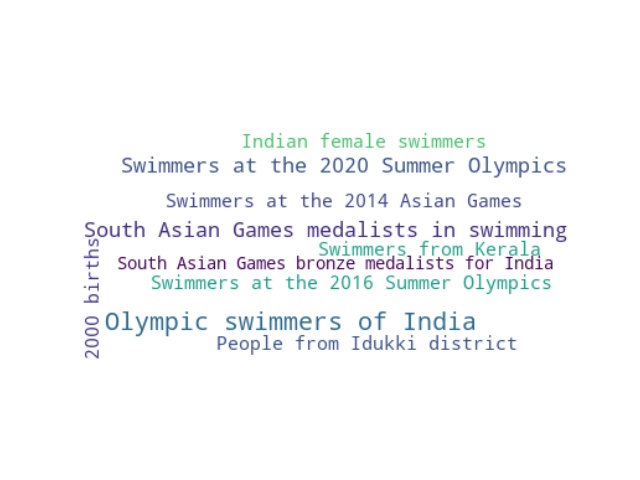 Indian female swimmers
Swimmers at the 2020 Summer Olympics
Swimmers at the 2014 Asian Games
South Asian Games medalists in swimming
Swimmers from Kerala
South Asian Games bronze medalists for India
Swimmers at the 2016 Summer Olympics
2000 births
Olympic swimmers of India
People from Idukki district